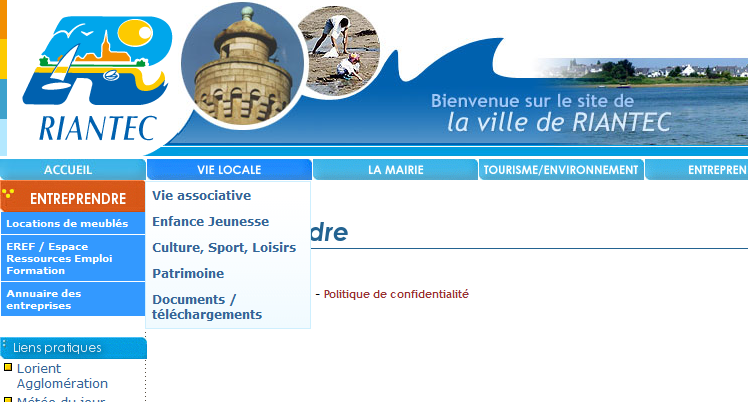 RIANTEC
Bienvenue sur le site de
la ville de RIANTEC
ACCUEIL
VIE LOCALE
LA MAIRIE
TOURISME/ENVIRONNEMENT
ENTREPREN
ENTREPRENDRE
Locations de meublés
EREF / Espace
Ressources Emploi
Formation
Annuaire des
entreprises
Vie associative
Enfance Jeunesse
Culture, Sport, Loisirs
Patrimoine
Documents /
téléchargements
dre
- Politique de confidentialité
Liens pratiques
Lorient
Agglomération
Météo du jour